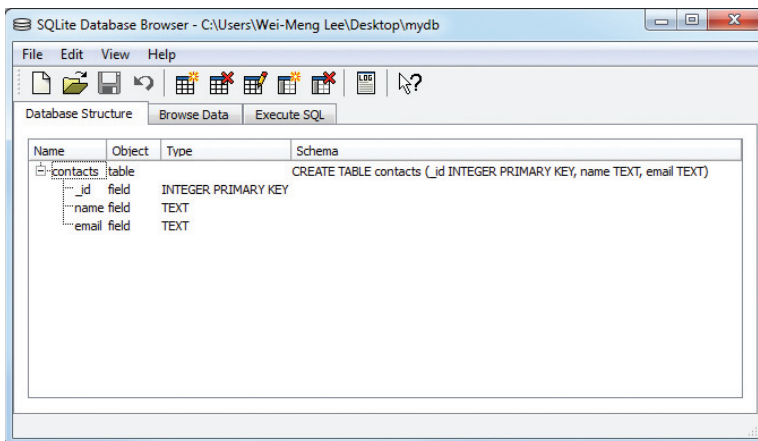 SQLite Database Browser - C:\Users\Wei-Meng Lee\Desktop\mydb
File Edit View Help
LOG ?
Database Structure Browse Data Execute SQL
Name Object Type Schema
contacts table CREATE TABLE contacts (_id INTEGER PRIMARY KEY, name TEXT, email TEXT)
_id field INTEGER PRIMARY KEY
name field TEXT
email field TEXT